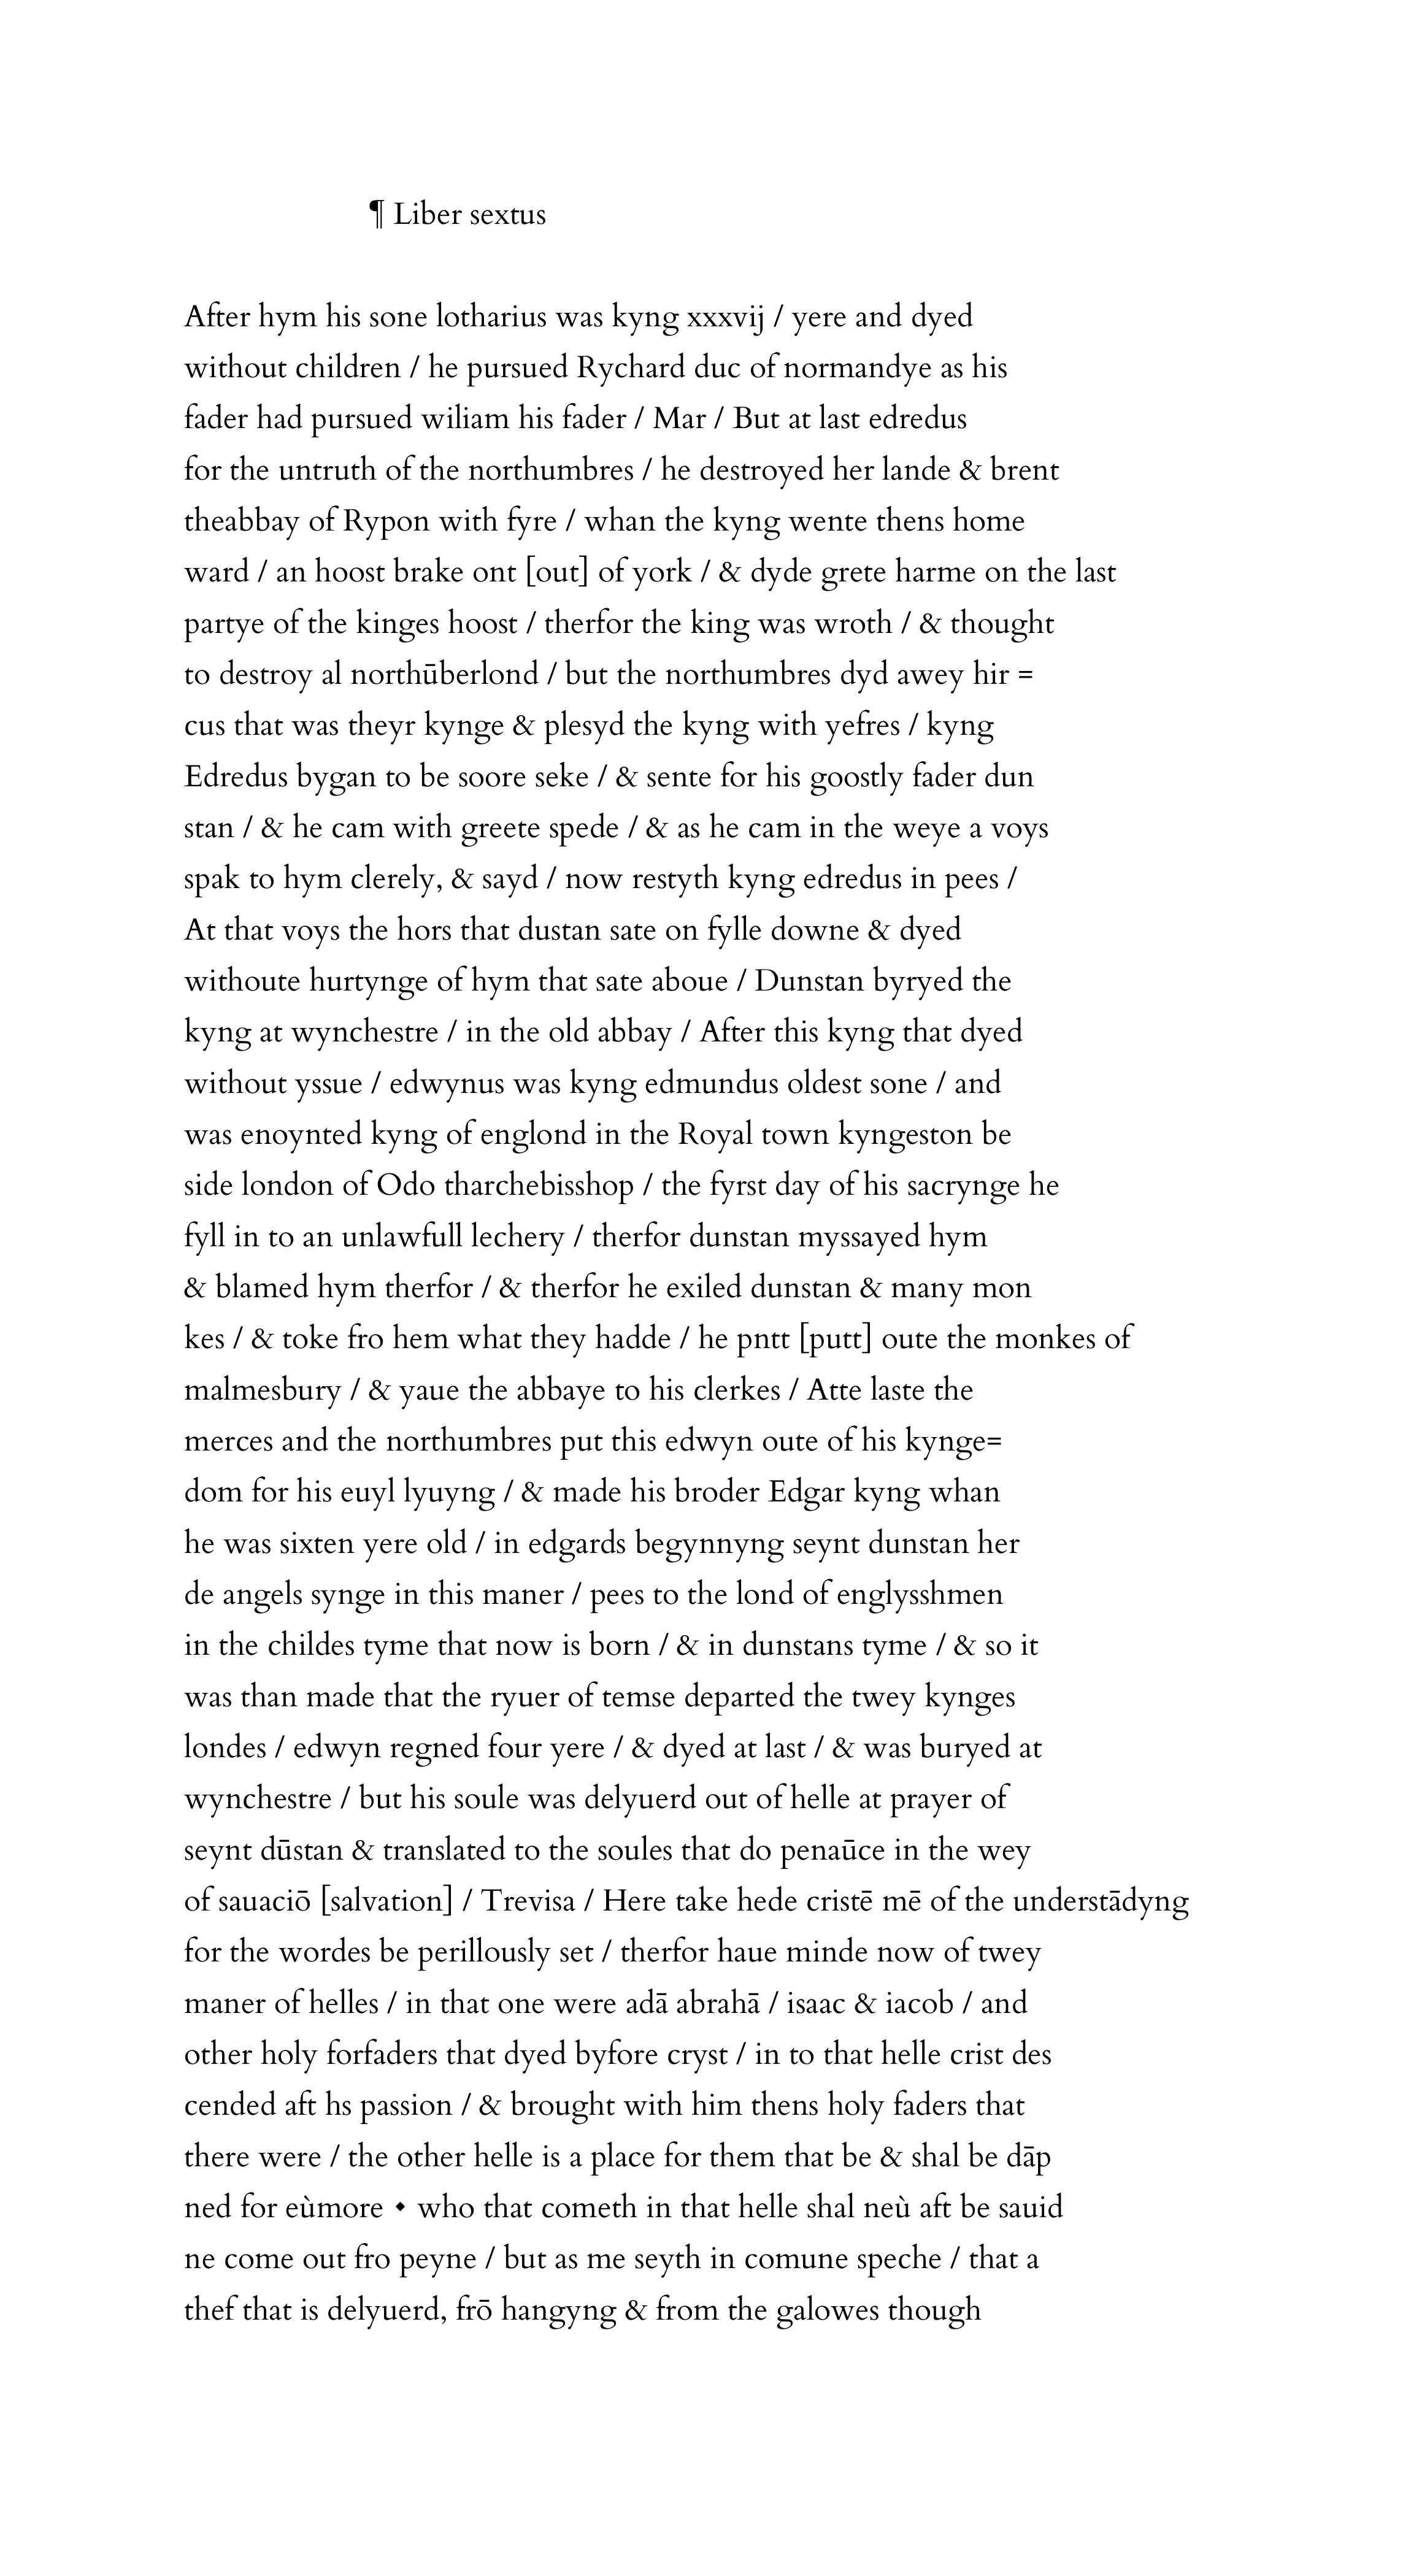 ¶ Liber sextus
After hym his sone lotharius was kyng xxxvij / yere and dyed
without children / he pursued Rychard duc of normandye as his
fader had pursued wiliam his fader / Mar / But at last edredus
for the untruth of the northumbres / he destroyed her lande & brent
theabbay of Rypon with fyre / whan the kyng wente thens home
ward / an hoost brake ont [out] of york / & dyde grete harme on the last
partye of the kinges hoost / therfor the king was wroth / & thought
to destroy al northūberlond / but the northumbres dyd awey hir =
cus that was theyr kynge & plesyd the kyng with yefres / kyng
Edredus bygan to be soore seke / & sente for his goostly fader dun
stan / & he cam with greete spede / & as he cam in the weye a voys
spak to hym clerely, & sayd / now restyth kyng edredus in pees /
At that voys the hors that dustan sate on fylle downe & dyed
withoute hurtynge of hym that sate aboue / Dunstan byryed the
kyng at wynchestre / in the old abbay / After this kyng that dyed
without yssue / edwynus was kyng edmundus oldest sone / and
was enoynted kyng of englond in the Royal town kyngeston be
side london of Odo tharchebisshop / the fyrst day of his sacrynge he
fyll in to an unlawfull lechery / therfor dunstan myssayed hym
& blamed hym therfor / & therfor he exiled dunstan & many mon
kes / & toke fro hem what they hadde / he pntt [putt] oute the monkes of
malmesbury / & yaue the abbaye to his clerkes / Atte laste the
merces and the northumbres put this edwyn oute of his kynge=
dom for his euyl lyuyng / & made his broder Edgar kyng whan
he was sixten yere old / in edgards begynnyng seynt dunstan her
de angels synge in this maner / pees to the lond of englysshmen
in the childes tyme that now is born / & in dunstans tyme / & so it
was than made that the ryuer of temse departed the twey kynges
londes / edwyn regned four yere / & dyed at last / & was buryed at
wynchestre / but his soule was delyuerd out of helle at prayer of
seynt dūstan & translated to the soules that do penaūce in the wey
of sauaciō [salvation] / Trevisa / Here take hede cristē mē of the understādyng
for the wordes be perillously set / therfor haue minde now of twey
maner of helles / in that one were adā abrahā / isaac & iacob / and
other holy forfaders that dyed byfore cryst / in to that helle crist des
cended aft hs passion / & brought with him thens holy faders that
there were / the other helle is a place for them that be & shal be dāp
ned for eùmore ⬩ who that cometh in that helle shal neù aft be sauid
ne come out fro peyne / but as me seyth in comune speche / that a
thef that is delyuerd, frō hangyng & from the galowes though